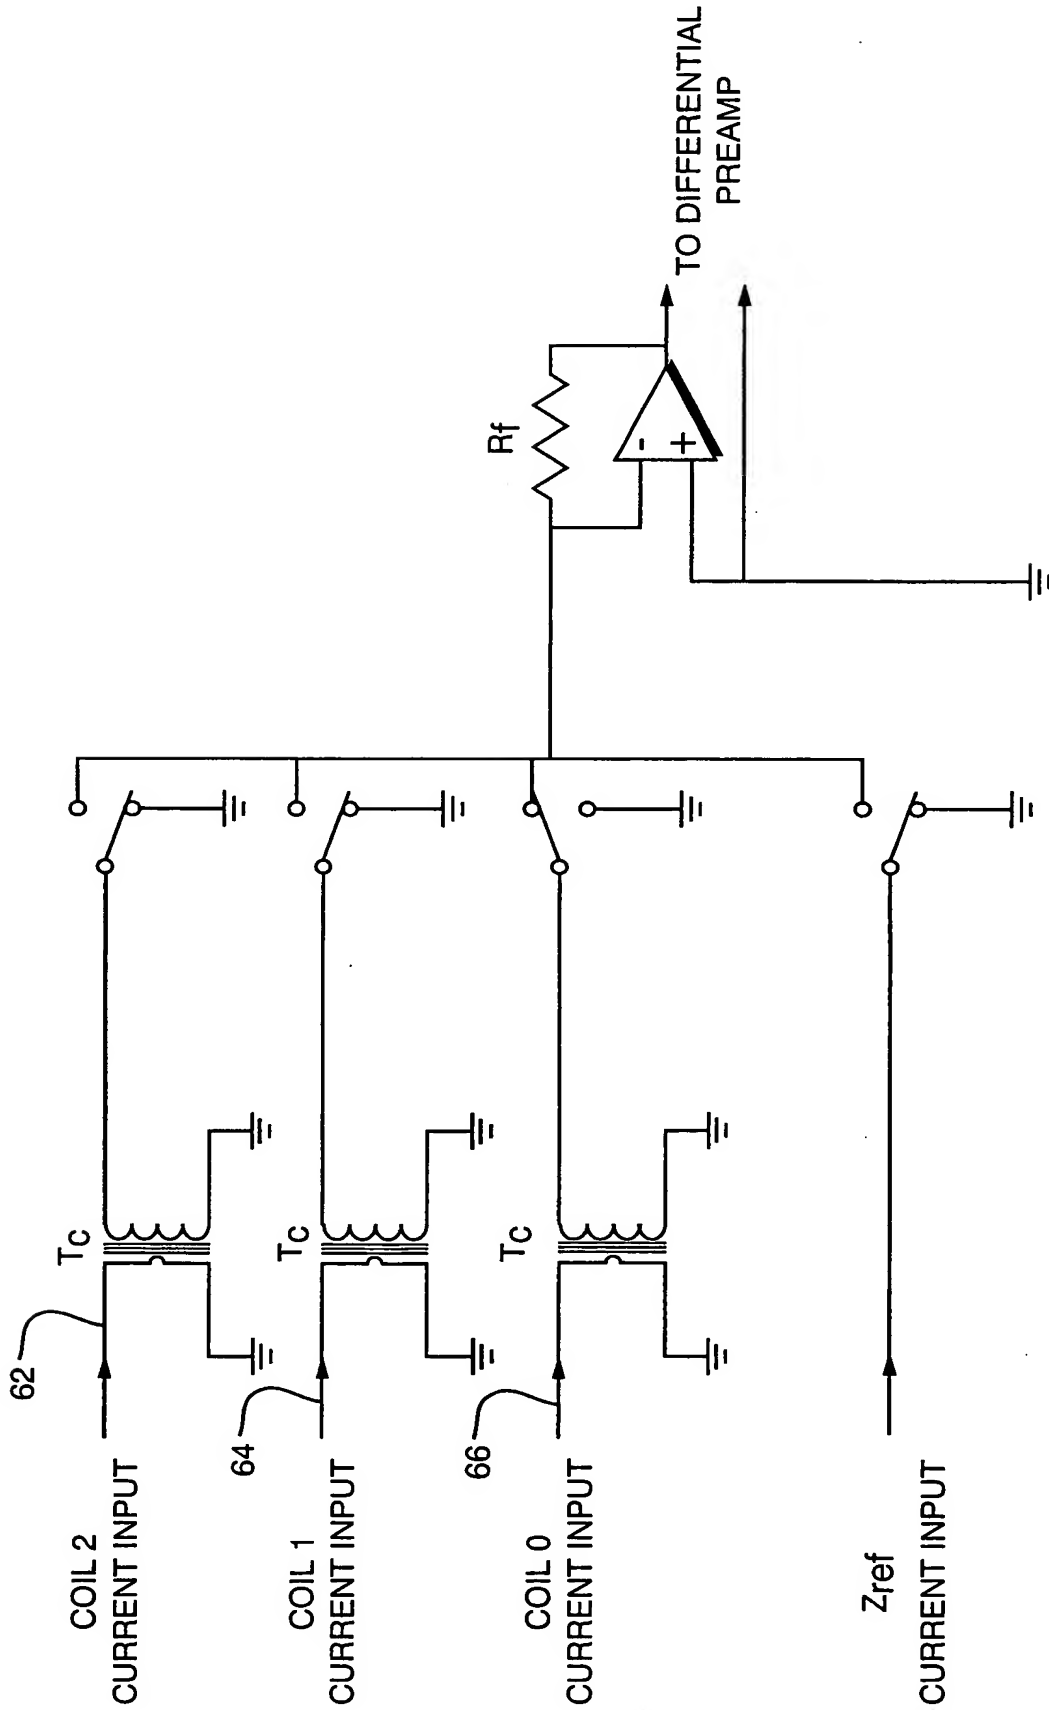 COIL 2
CURRENT INPUT
62
TC
COIL 1
CURRENT INPUT
64
TC
COIL 0
CURRENT INPUT
66
TC
Zref
CURRENT INPUT
Rf
-
+
TO DIFFERENTIAL
PREAMP